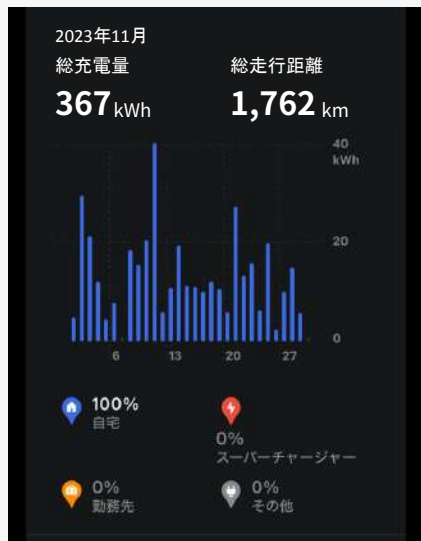 2023年11月
総充電量 総走行距離
367 kWh 1,762 km
40
kWh
20
0
6 13 20 27
100%
自宅
0%
スーパーチャージャー
0%
勤務先
0%
その他